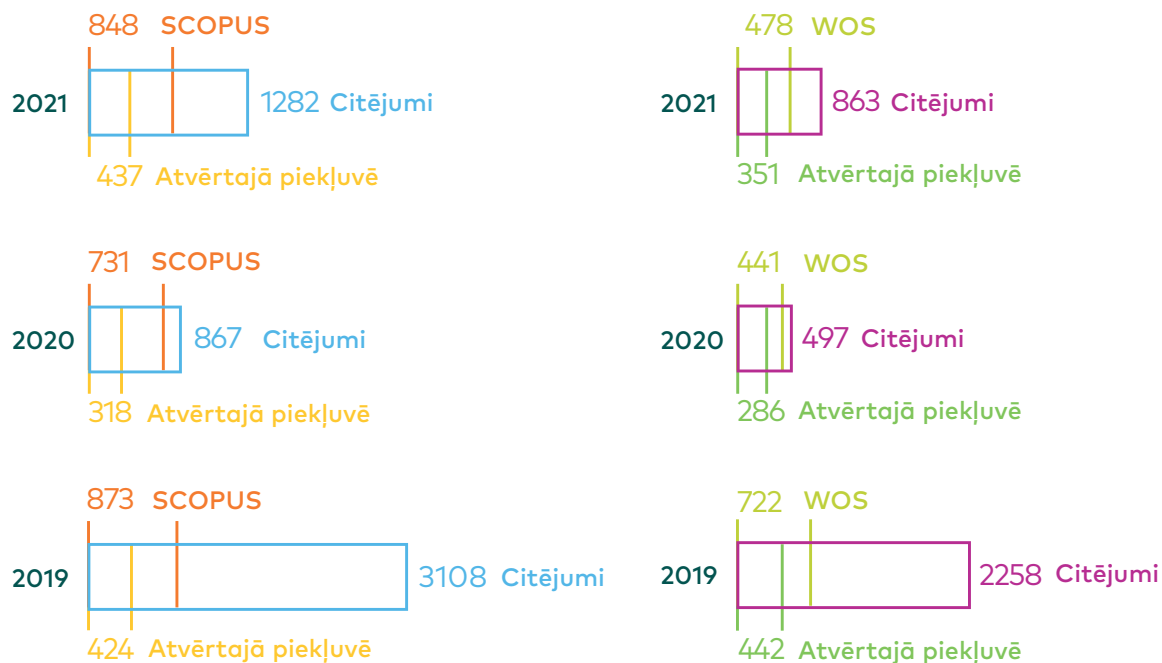 848 SCOPUS
2021
1282 Citējumi
437 Atvērtajā piekļuvē
478 WOS
2021
863 Citējumi
351 Atvērtajā piekļuvē
731 SCOPUS
2020
867 Citējumi
318 Atvērtajā piekļuvē
441 WOS
2020
497 Citējumi
286 Atvērtajā piekļuvē
873 SCOPUS
2019
3108 Citējumi
424 Atvērtajā piekļuvē
722 WOS
2019
2258 Citējumi
442 Atvērtajā piekļuvē